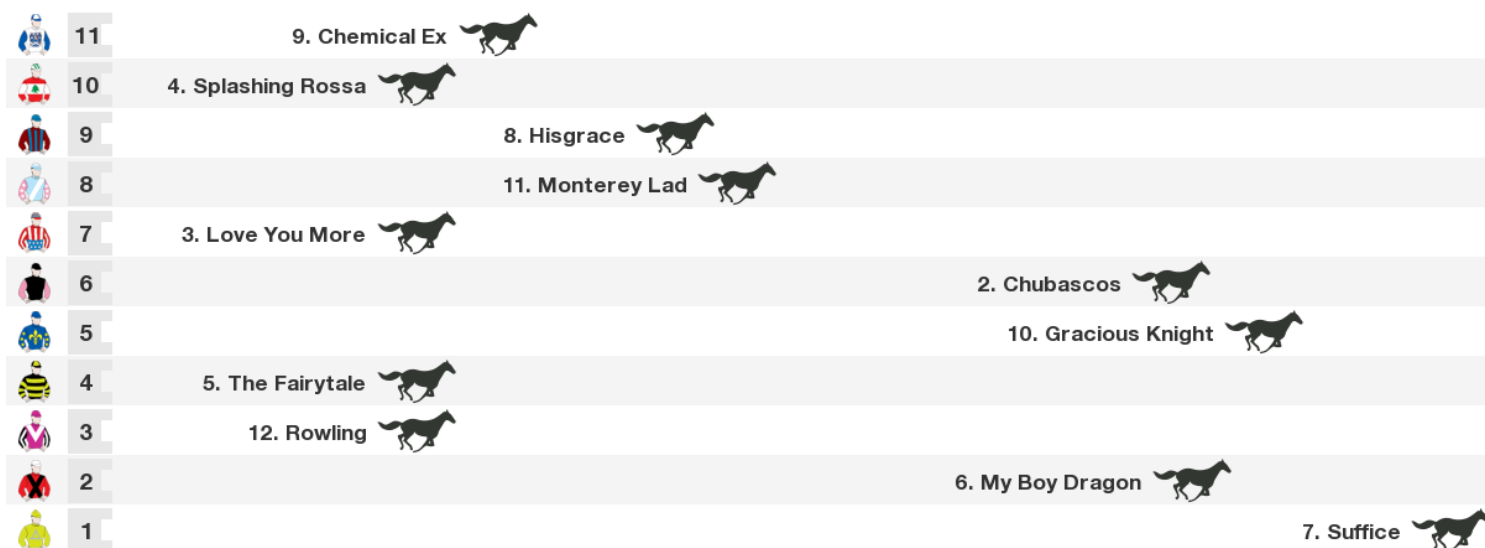 11 9. Chemical Ex
10 4. Splashing Rossa
9 8. Hisgrace
8 11. Monterey Lad
7 3. Love You More
6 2. Chubascos
5 10. Gracious Knight
4 5. The Fairytale
3 12. Rowling
2 6. My Boy Dragon
1 7. Suffice